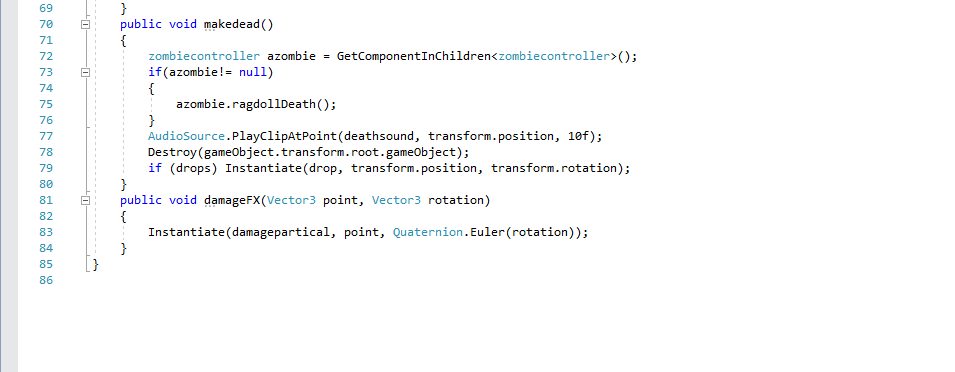 69 }
70 public void makedead()
71 {
72 zombiecontroller azombie = GetComponentInChildren<zombiecontroller>();
73 if(azombie!= null)
74 {
75 azombie.ragdollDeath();
76 }
77 AudioSource.PlayClipAtPoint(deathsound, transform.position, 10f);
78 Destroy(gameObject.transform.root.gameObject);
79 if (drops) Instantiate(drop, transform.position, transform.rotation);
80 }
81 public void damageFX(Vector3 point, Vector3 rotation)
82 {
83 Instantiate(damagepartical, point, Quaternion.Euler(rotation));
84 }
85 }
86